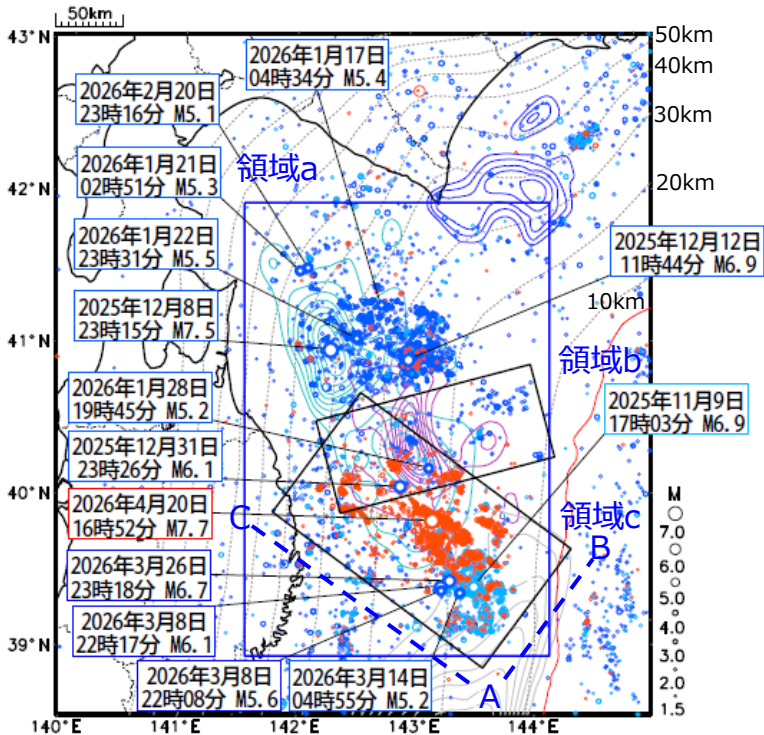 50km
43°N
42°N
41°N
40°N
39°N
140°E
141°E
142°E
143°E
144°E
50km
40km
30km
20km
10km
2026年1月17日
04時34分 M5.4
2026年2月20日
23時16分 M5.1
2026年1月21日
02時51分 M5.3
2026年1月22日
23時31分 M5.5
2025年12月8日
23時15分 M7.5
2026年1月28日
19時45分 M5.2
2025年12月31日
23時26分 M6.1
2026年4月20日
16時52分 M7.7
2026年3月26日
23時18分 M6.7
2026年3月8日
22時17分 M6.1
2026年3月8日
22時08分 M5.6
2026年3月14日
04時55分 M5.2
2025年12月12日
11時44分 M6.9
2025年11月9日
17時03分 M6.9
領域a
領域b
領域c
A
B
C
M
7.0
6.0
5.0
4.0
3.0
2.0
1.5